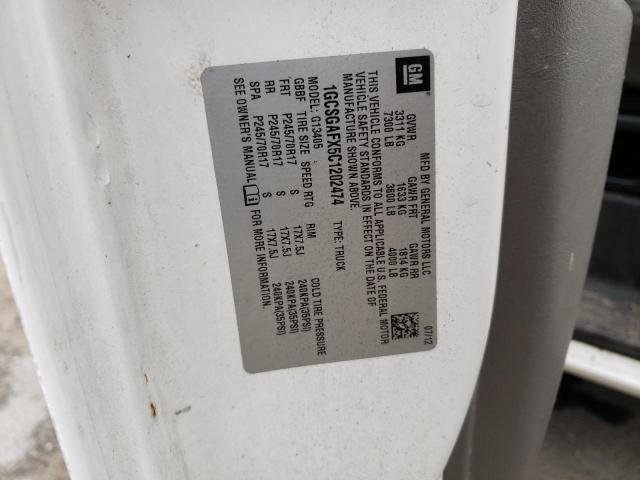 GM
MFD BY GENERAL MOTORS LLC 07/12
GVWR GAWR FRT GAWR RR
3311 KG 1633 KG 1814 KG
7300 LB 3600 LB 4000 LB
THIS VEHICLE CONFORMS TO ALL APPLICABLE U.S. FEDERAL MOTOR
VEHICLE SAFETY STANDARDS IN EFFECT ON THE DATE OF
MANUFACTURE SHOWN ABOVE.
1GCSGAFX5C1202474 TYPE: TRUCK
MODEL: G13405
GBBF TIRE SIZE SPEED RTG RIM COLD TIRE PRESSURE
FRT P245/70R17 S 17X7.5J 240KPA(35PSI)
RR P245/70R17 S 17X7.5J 240KPA(35PSI)
SPA P245/70R17 S 17X7.5J 240KPA(35PSI)
SEE OWNER'S MANUAL FOR MORE INFORMATION.